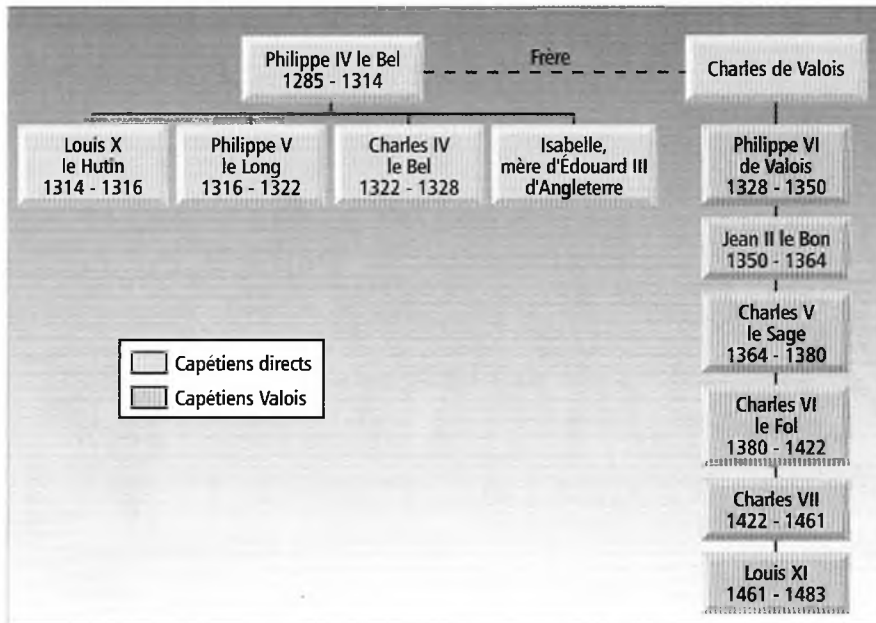 Philippe IV le Bel
1285 - 1314
Frère
Charles de Valois
Louis X
le Hutin
1314 - 1316
Philippe V
le Long
1316 - 1322
Charles IV
le Bel
1322 - 1328
Isabelle,
mère d'Édouard III
d'Angleterre
Philippe VI
de Valois
1328 - 1350
Jean II le Bon
1350 - 1364
Charles V
le Sage
1364 - 1380
Charles VI
le Fol
1380 - 1422
Charles VII
1422 - 1461
Louis XI
1461 - 1483
Capétiens directs
Capétiens Valois